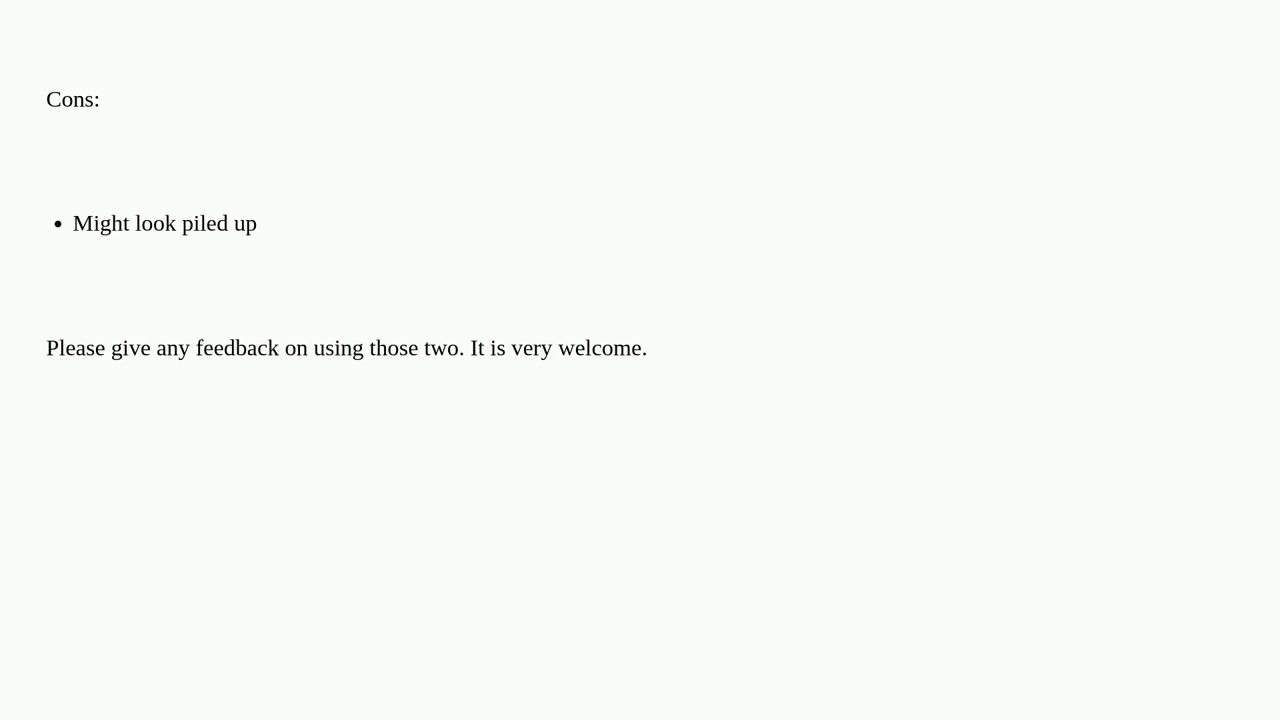 Cons:
• Might look piled up
Please give any feedback on using those two. It is very welcome.